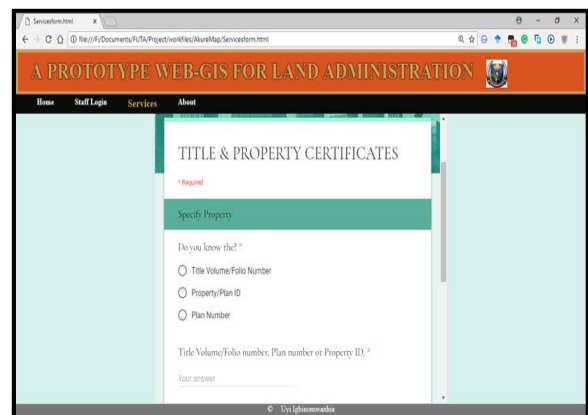 Servicesform.html
file:///F:/Documents/FUTA/Project/workfiles/AkureMap/Servicesform.html
A PROTOTYPE WEB-GIS FOR LAND ADMINISTRATION
Home Staff Login Services About
TITLE & PROPERTY CERTIFICATES
* Required
Specify Property
Do you know the? *
Title Volume/Folio Number
Property/Plan ID
Plan Number
Title Volume/Folio number, Plan number or Property ID. *
Your answer
© Uyi Igbinomwanhia